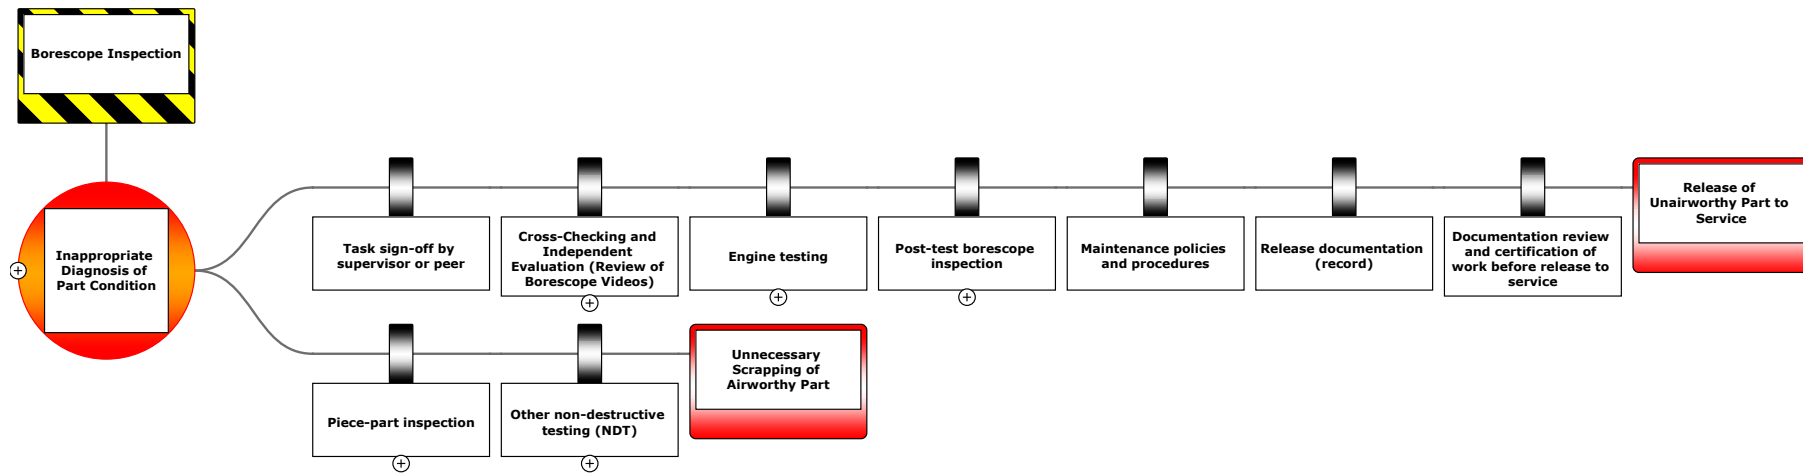 Borescope Inspection
Inappropriate
Diagnosis of
Part Condition
Task sign-off by
supervisor or peer
Cross-Checking and
Independent
Evaluation (Review of
Borescope Videos)
Engine testing
Post-test borescope
inspection
Maintenance policies
and procedures
Release documentation
(record)
Documentation review
and certification of
work before release to
service
Release of
Unairworthy Part to
Service
Piece-part inspection
Other non-destructive
testing (NDT)
Unnecessary
Scrapping of
Airworthy Part